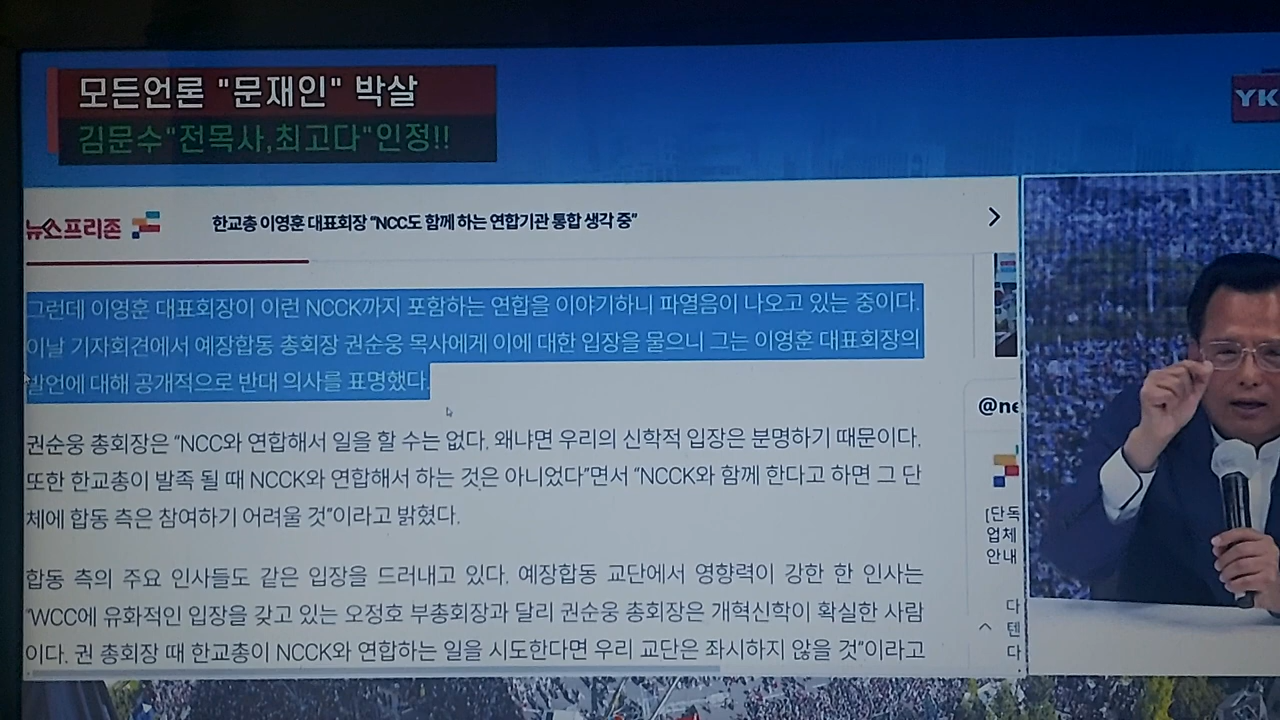 모든언론 "문재인" 박살
김문수"전목사,최고다"인정!!
YK
뉴스프리존
한교총 이영훈 대표회장 “NCC도 함께 하는 연합기관 통합 생각 중”
그런데 이영훈 대표회장이 이런 NCCK까지 포함하는 연합을 이야기하니 파열음이 나오고 있는 중이다.
이날 기자회견에서 예장합동 총회장 권순웅 목사에게 이에 대한 입장을 물으니 그는 이영훈 대표회장의
발언에 대해 공개적으로 반대 의사를 표명했다.
권순웅 총회장은 “NCC와 연합해서 일을 할 수는 없다. 왜냐면 우리의 신학적 입장은 분명하기 때문이다.
또한 한교총이 발족 될 때 NCCK와 연합해서 하는 것은 아니었다”면서 “NCCK와 함께 한다고 하면 그 단
체에 합동 측은 참여하기 어려울 것”이라고 밝혔다.
합동 측의 주요 인사들도 같은 입장을 드러내고 있다. 예장합동 교단에서 영향력이 강한 한 인사는
“WCC에 유화적인 입장을 갖고 있는 오정호 부총회장과 달리 권순웅 총회장은 개혁신학이 확실한 사람
이다. 권 총회장 때 한교총이 NCCK와 연합하는 일을 시도한다면 우리 교단은 좌시하지 않을 것”이라고
@ne
[단독
업체
안내
다
텐
다